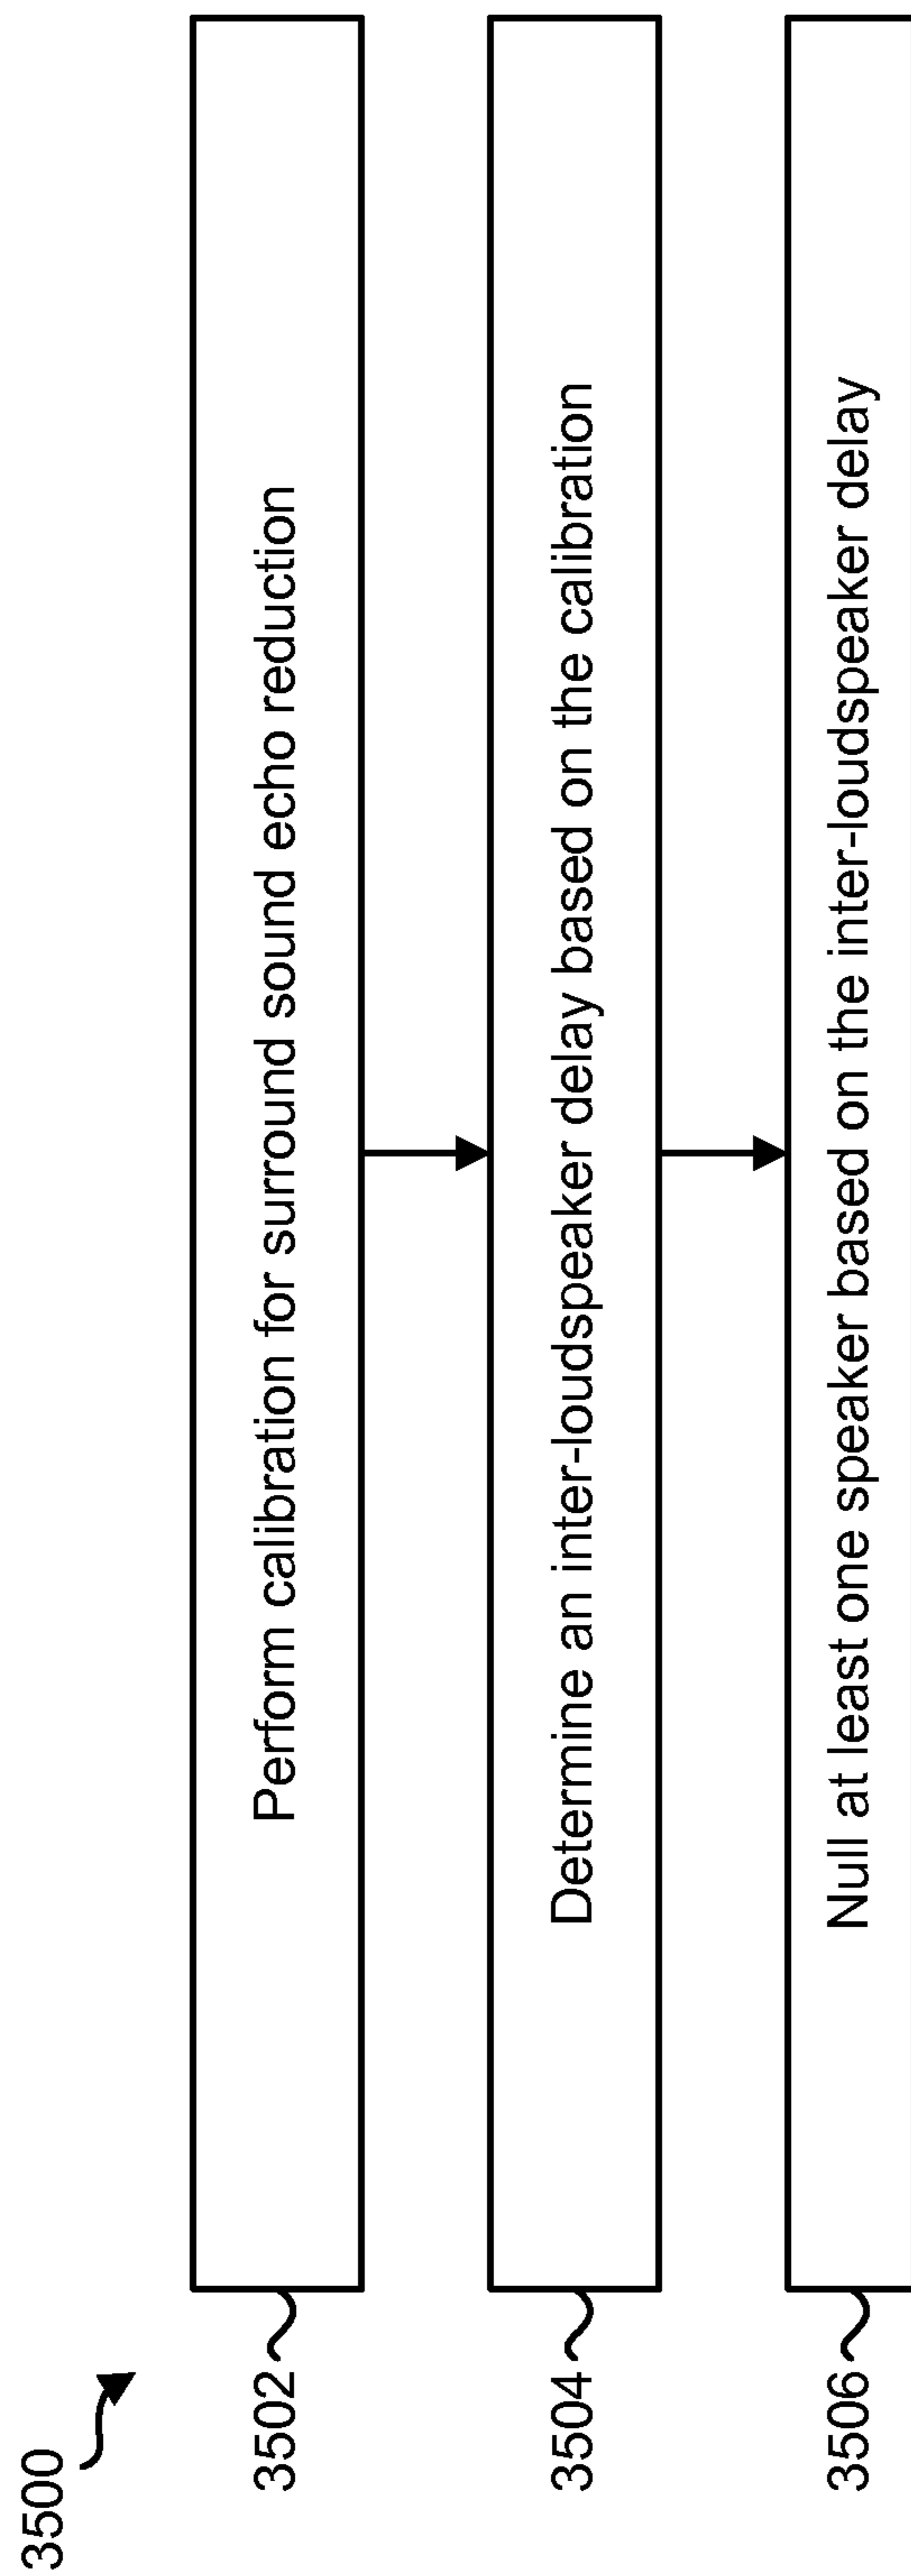 3500
3502
Perform calibration for surround sound echo reduction
3504
Determine an inter-loudspeaker delay based on the calibration
3506
Null at least one speaker based on the inter-loudspeaker delay